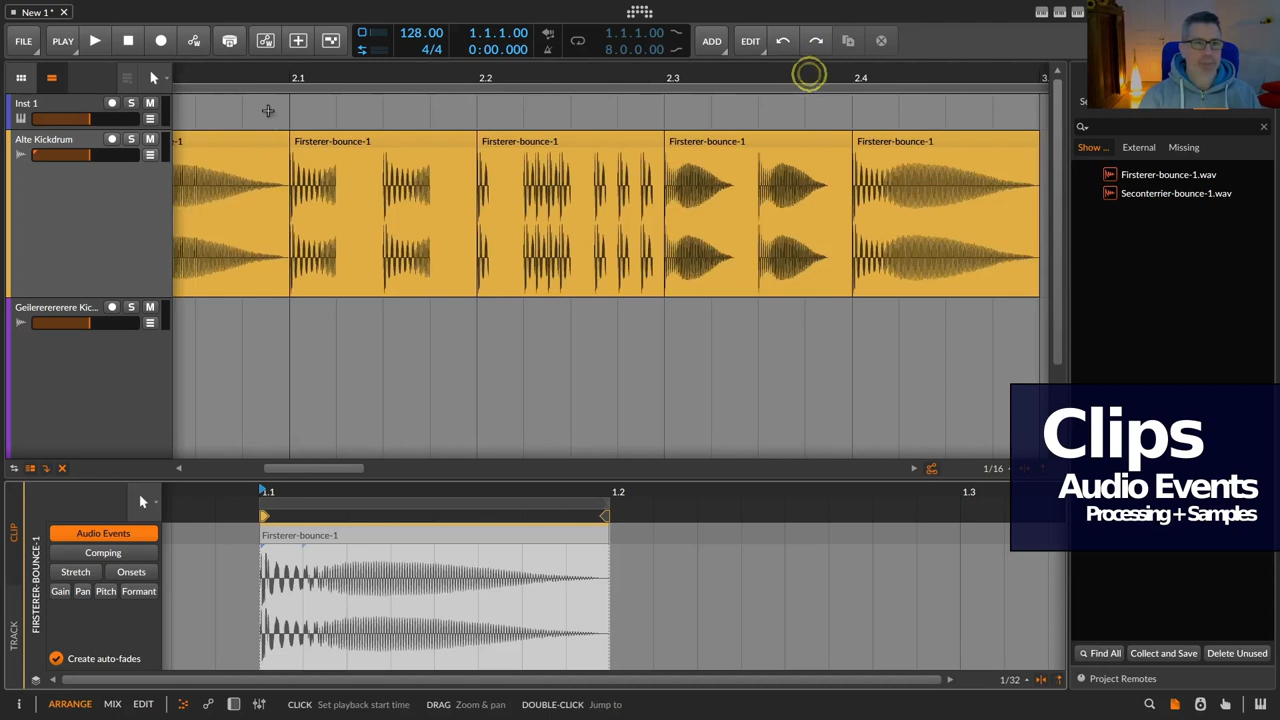 New 1* ×
FILE PLAY 128.00 4/4 1.1.1.00 0:00.000 1.1.1.00 8.0.0.00 ADD EDIT
2.1 2.2 2.3 2.4 3.
Inst 1 S M
Alte Kickdrum S M
-1 Firsterer-bounce-1 Firsterer-bounce-1 Firsterer-bounce-1 Firsterer-bounce-1
Geilerererererere Kic... S M
Show ... External Missing
Firsterer-bounce-1.wav
Seconterrier-bounce-1.wav
Clips
Audio Events
Processing + Samples
1/16
CLIP
TRACK
FIRSTERER-BOUNCE-1
Audio Events
Comping
Stretch Onsets
Gain Pan Pitch Formant
Create auto-fades
1.1 1.2 1.3
Firsterer-bounce-1
1/32
Find All Collect and Save Delete Unused
Project Remotes
i ARRANGE MIX EDIT CLICK Set playback start time DRAG Zoom & pan DOUBLE-CLICK Jump to